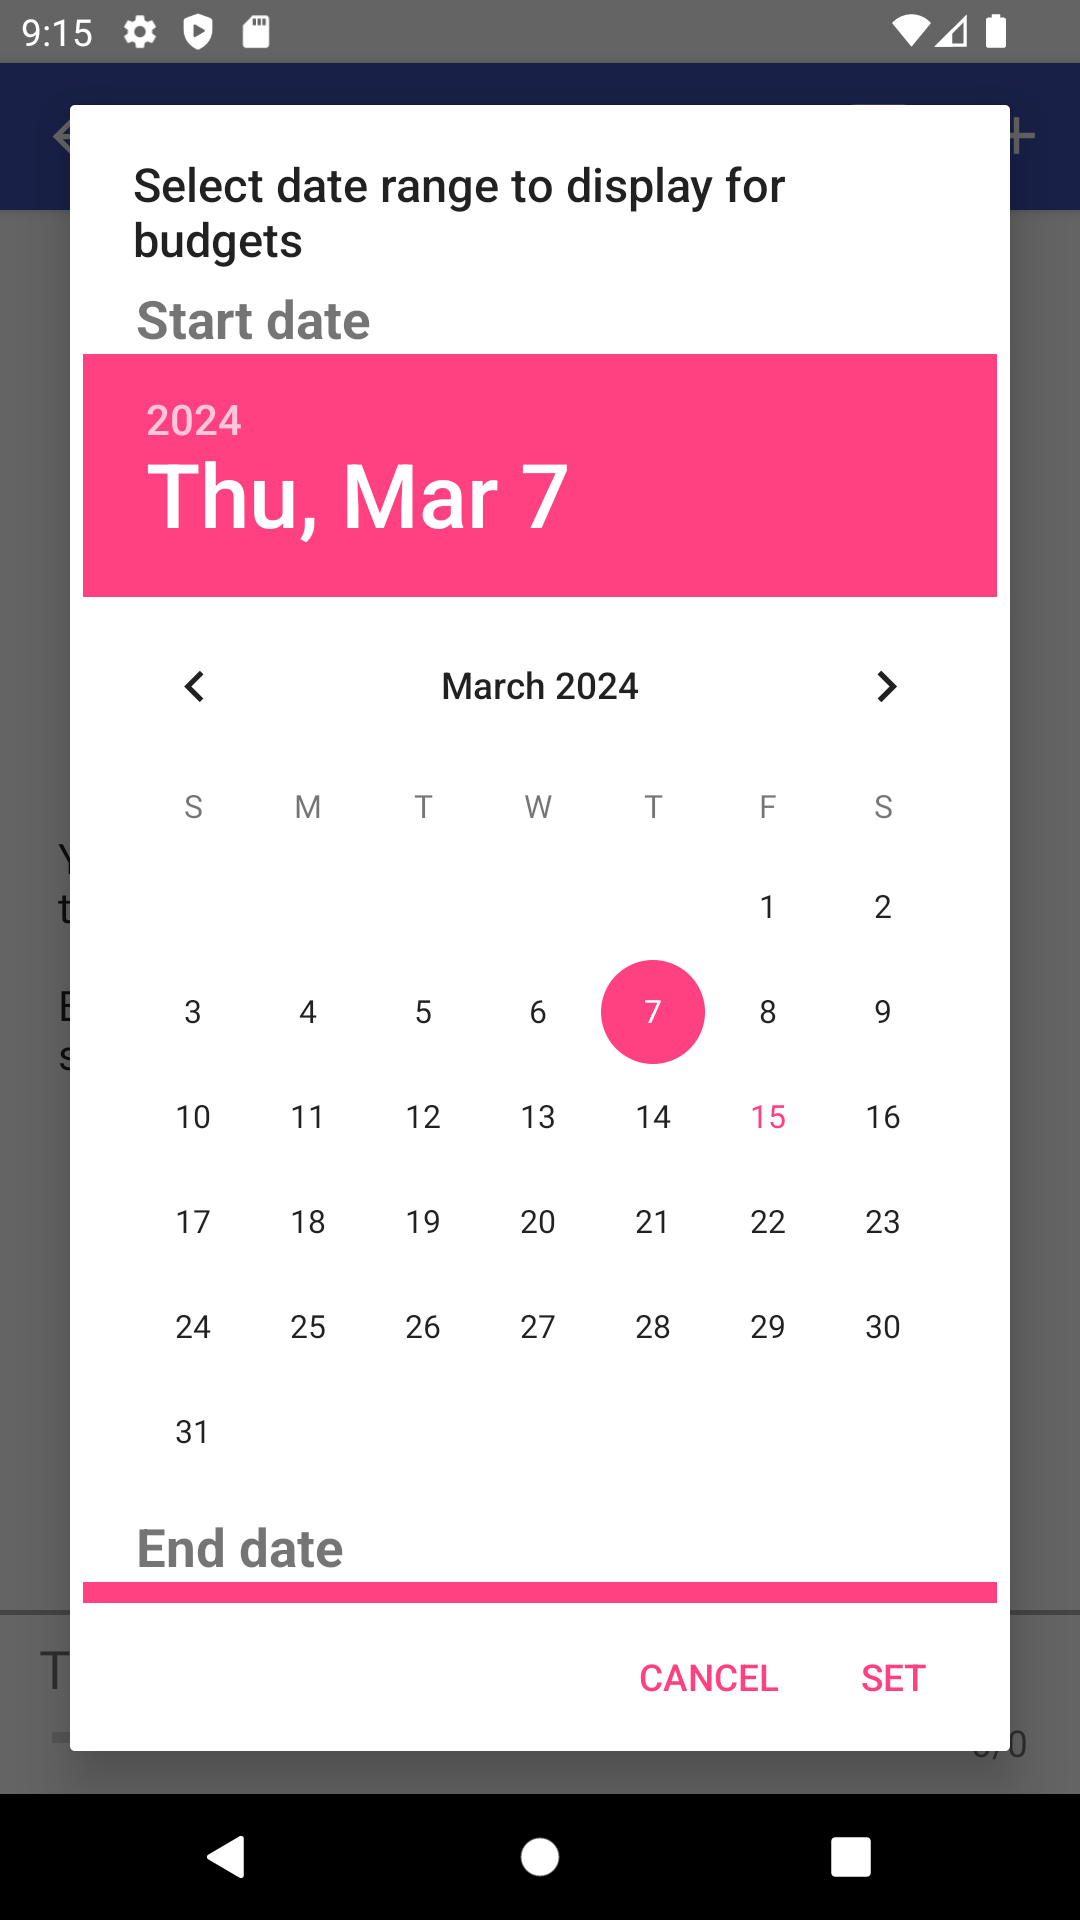 9:15
Select date range to display for
budgets
Start date
2024
Thu, Mar 7
March 2024
S M T W T F S
1 2
3 4 5 6 7 8 9
10 11 12 13 14 15 16
17 18 19 20 21 22 23
24 25 26 27 28 29 30
31
End date
CANCEL SET